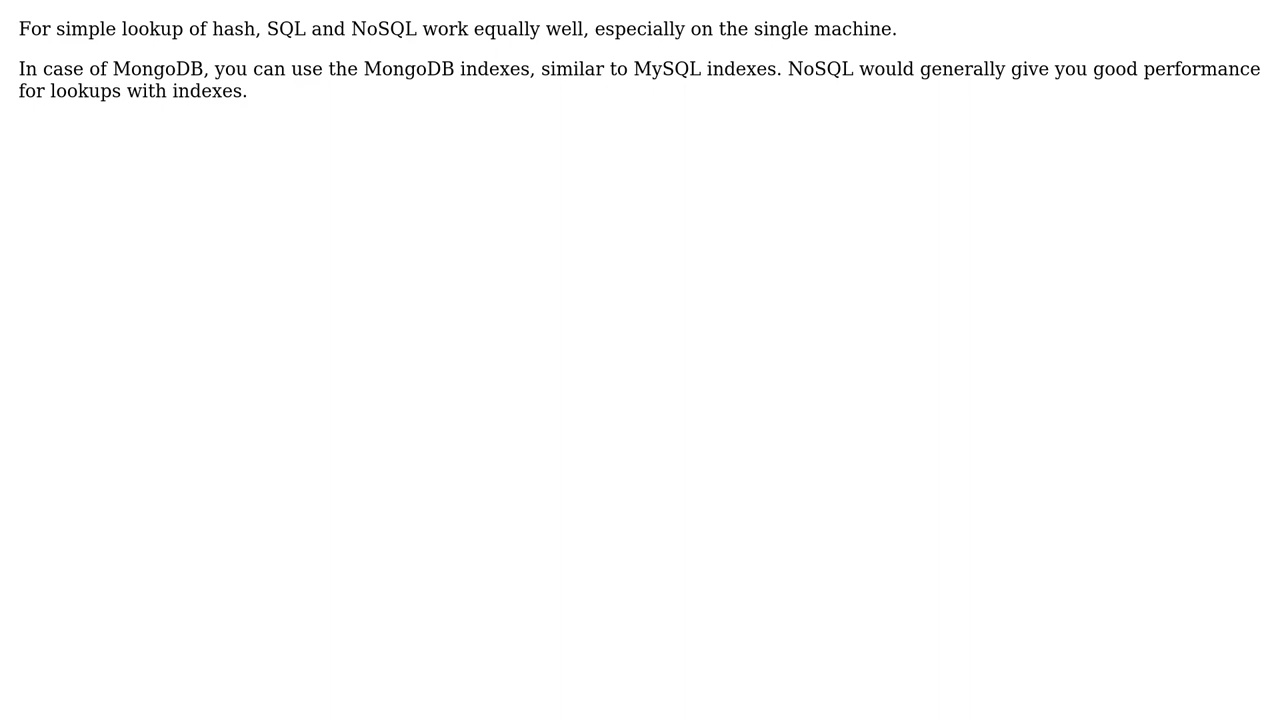 For simple lookup of hash, SQL and NoSQL work equally well, especially on the single machine.
In case of MongoDB, you can use the MongoDB indexes, similar to MySQL indexes. NoSQL would generally give you good performance
for lookups with indexes.